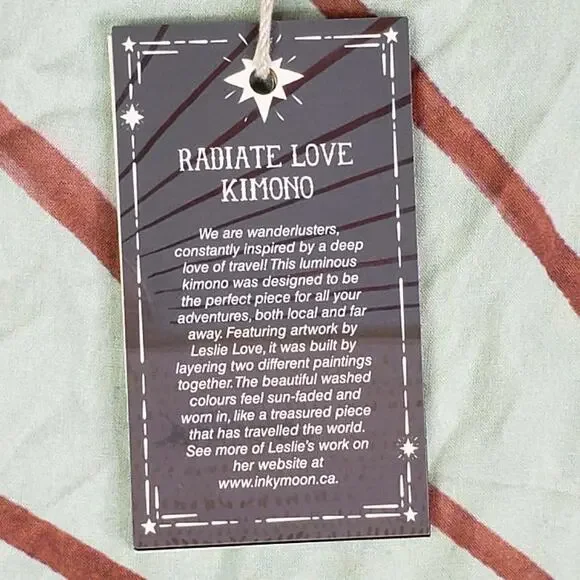 RADIATE LOVE
KIMONO
We are wanderlusters,
constantly inspired by a deep
love of travel! This luminous
kimono was designed to be
the perfect piece for all your
adventures, both local and far
away. Featuring artwork by
Leslie Love, it was built by
layering two different paintings
together. The beautiful washed
colours feel sun-faded and
worn in, like a treasured piece
that has travelled the world.
See more of Leslie's work on
her website at
www.inkymoon.ca.